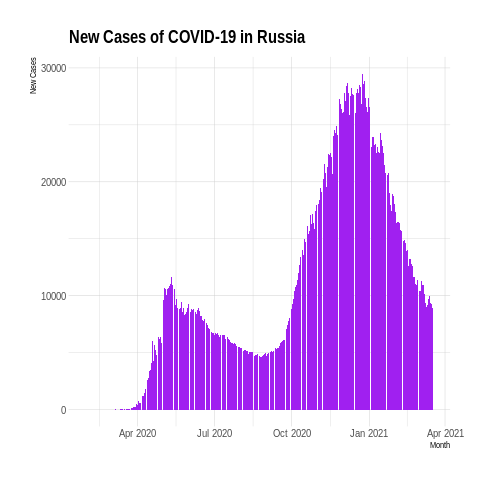 New Cases of COVID-19 in Russia
New Cases
30000
20000
10000
0
Apr 2020 Jul 2020 Oct 2020 Jan 2021 Apr 2021
Month